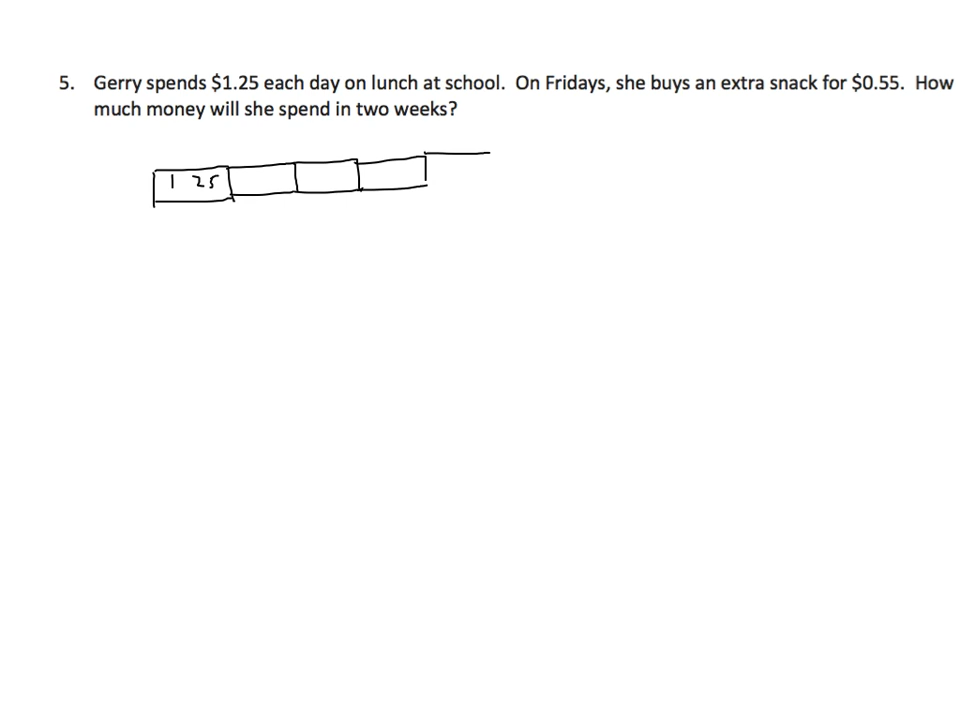 5. Gerry spends $1.25 each day on lunch at school. On Fridays, she buys an extra snack for $0.55. How
much money will she spend in two weeks?
1 25